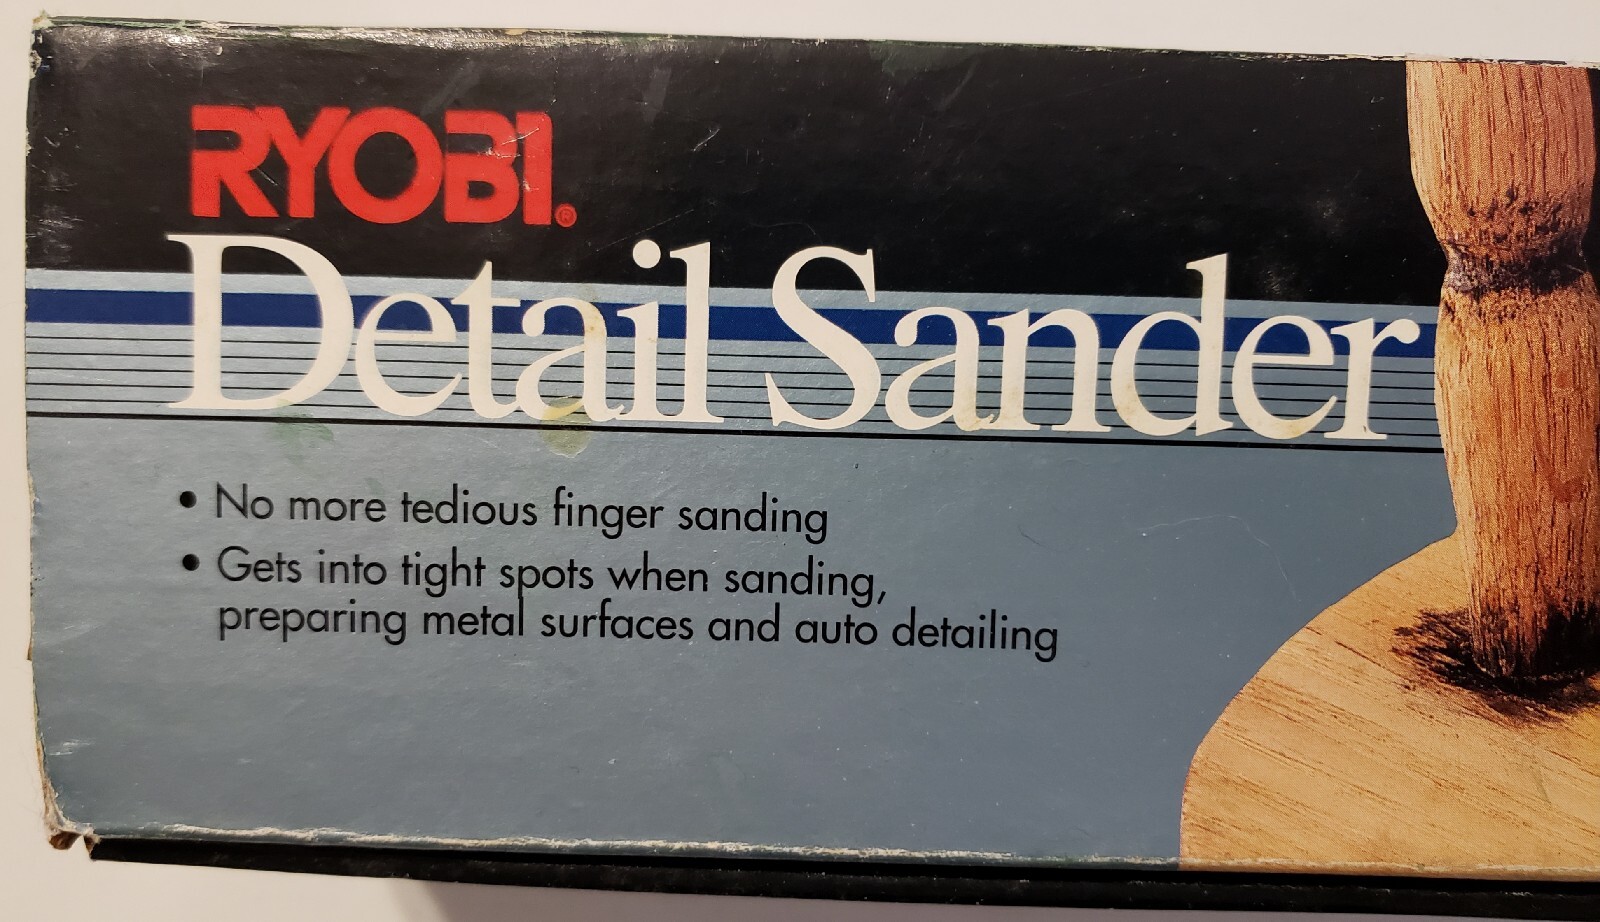 RYOBI®
Detail Sander
• No more tedious finger sanding
• Gets into tight spots when sanding,
preparing metal surfaces and auto detailing